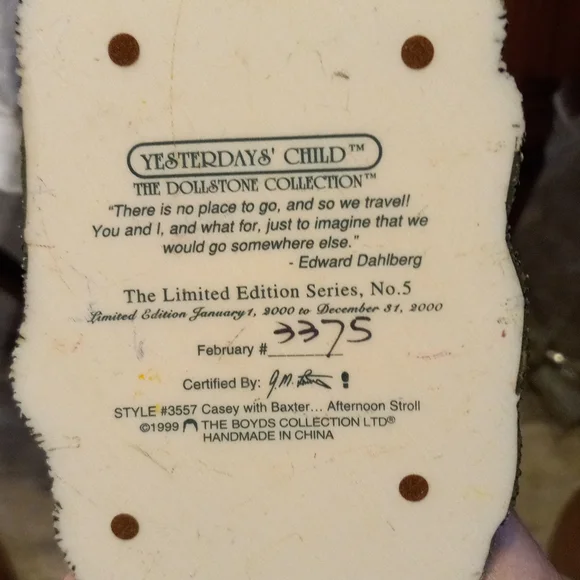 YESTERDAYS' CHILD™
THE DOLLSTONE COLLECTION™
"There is no place to go, and so we travel!
You and I, and what for, just to imagine that we
would go somewhere else."
- Edward Dahlberg
The Limited Edition Series, No.5
Limited Edition January1, 2000 to December 31, 2000
February # 3375
Certified By:
STYLE #3557 Casey with Baxter... Afternoon Stroll
©1999 THE BOYDS COLLECTION LTD®
HANDMADE IN CHINA